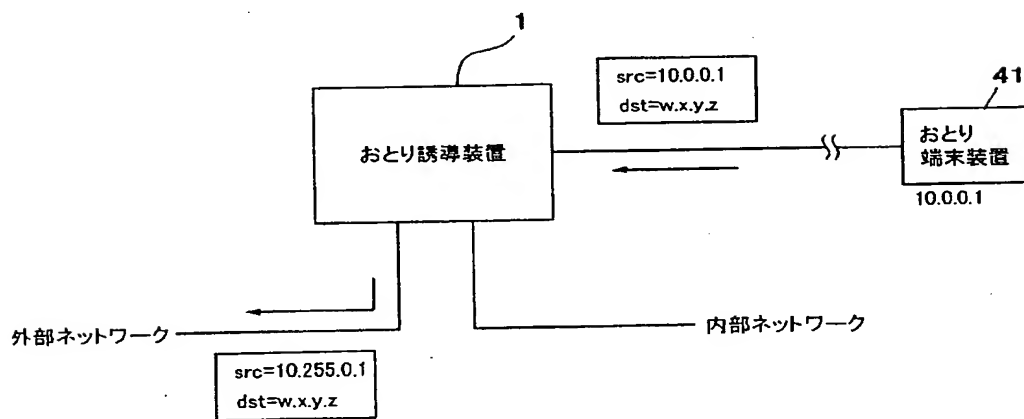 1
src=10.0.0.1
dst=w.x.y.z
41
おとり誘導装置
おとり
端末装置
10.0.0.1
外部ネットワーク
内部ネットワーク
src=10.255.0.1
dst=w.x.y.z